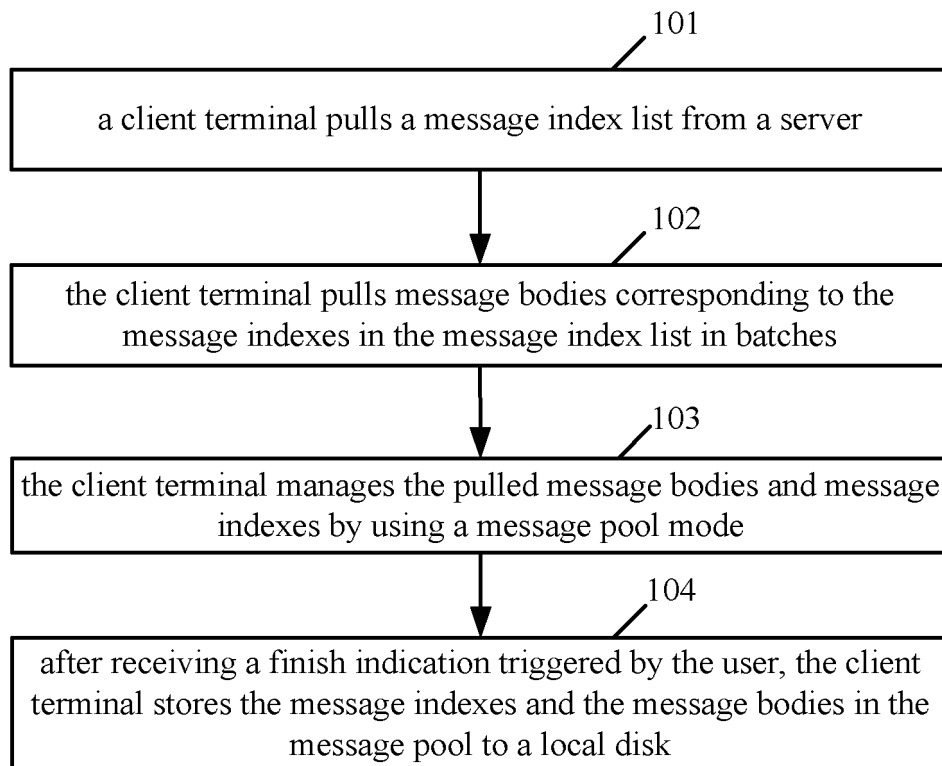 101
a client terminal pulls a message index list from a server
102
the client terminal pulls message bodies corresponding to the
message indexes in the message index list in batches
103
the client terminal manages the pulled message bodies and message
indexes by using a message pool mode
104
after receiving a finish indication triggered by the user, the client
terminal stores the message indexes and the message bodies in the
message pool to a local disk